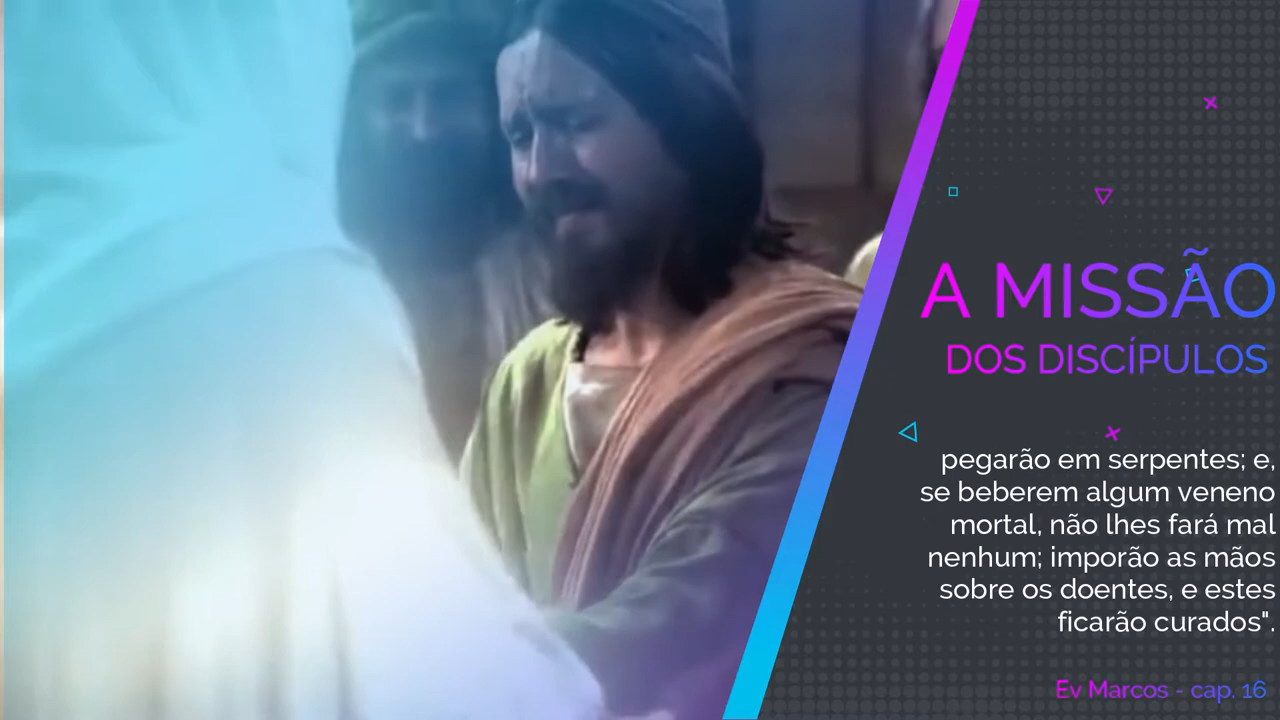 A MISSÃO
DOS DISCÍPULOS
pegarão em serpentes; e,
se beberem algum veneno
mortal, não lhes fará mal
nenhum; imporão as mãos
sobre os doentes, e estes
ficarão curados".
Ev Marcos - cap. 16